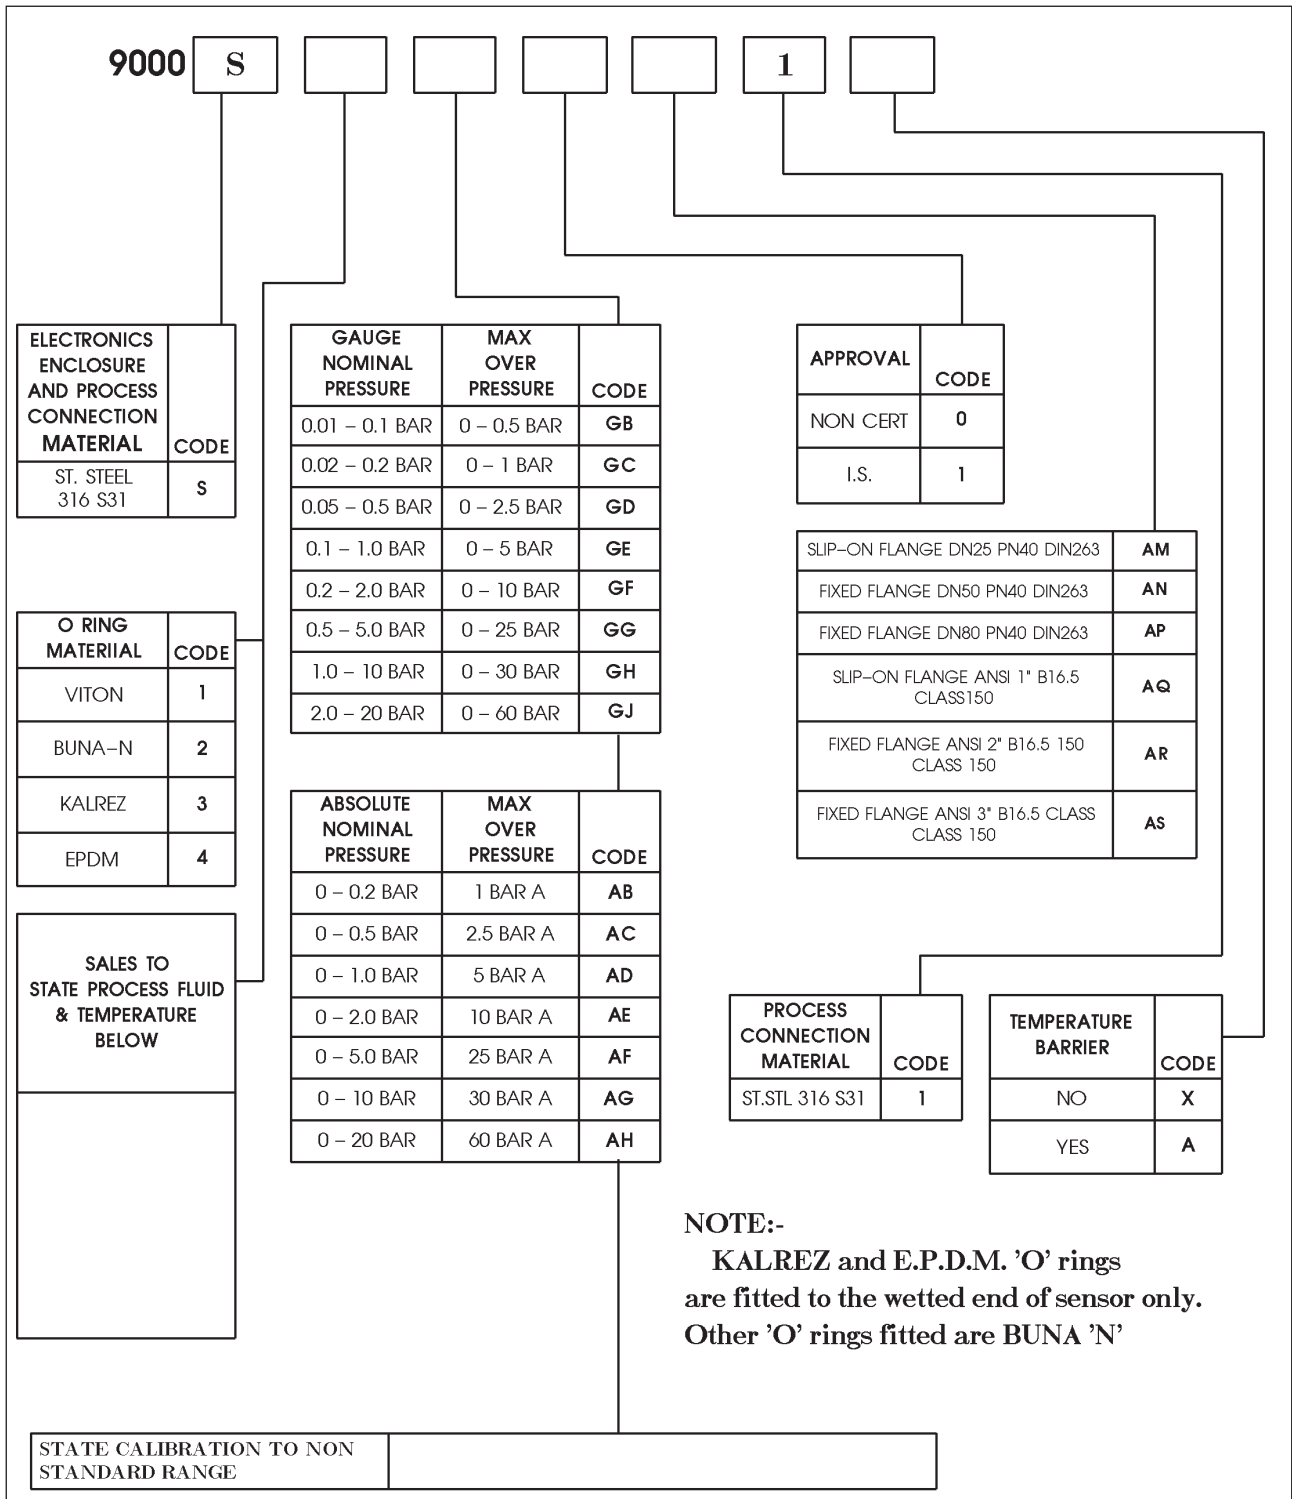 9000 S 1
ELECTRONICS
ENCLOSURE
AND PROCESS
CONNECTION
MATERIAL CODE
ST. STEEL
316 S31 S
O RING
MATERIIAL CODE
VITON 1
BUNA-N 2
KALREZ 3
EPDM 4
SALES TO
STATE PROCESS FLUID
& TEMPERATURE
BELOW
GAUGE
NOMINAL
PRESSURE
MAX
OVER
PRESSURE
CODE
0.01 – 0.1 BAR 0 – 0.5 BAR GB
0.02 – 0.2 BAR 0 – 1 BAR GC
0.05 – 0.5 BAR 0 – 2.5 BAR GD
0.1 – 1.0 BAR 0 – 5 BAR GE
0.2 – 2.0 BAR 0 – 10 BAR GF
0.5 – 5.0 BAR 0 – 25 BAR GG
1.0 – 10 BAR 0 – 30 BAR GH
2.0 – 20 BAR 0 – 60 BAR GJ
ABSOLUTE
NOMINAL
PRESSURE
MAX
OVER
PRESSURE
CODE
0 – 0.2 BAR 1 BAR A AB
0 – 0.5 BAR 2.5 BAR A AC
0 – 1.0 BAR 5 BAR A AD
0 – 2.0 BAR 10 BAR A AE
0 – 5.0 BAR 25 BAR A AF
0 – 10 BAR 30 BAR A AG
0 – 20 BAR 60 BAR A AH
APPROVAL CODE
NON CERT 0
I.S. 1
SLIP–ON FLANGE DN25 PN40 DIN263 AM
FIXED FLANGE DN50 PN40 DIN263 AN
FIXED FLANGE DN80 PN40 DIN263 AP
SLIP–ON FLANGE ANSI 1" B16.5
CLASS150 AQ
FIXED FLANGE ANSI 2" B16.5 150
CLASS 150 AR
FIXED FLANGE ANSI 3" B16.5 CLASS
CLASS 150 AS
PROCESS
CONNECTION
MATERIAL CODE
ST.STL 316 S31 1
TEMPERATURE
BARRIER
CODE
NO X
YES A
NOTE:-
KALREZ and E.P.D.M. 'O' rings
are fitted to the wetted end of sensor only.
Other 'O' rings fitted are BUNA 'N'
STATE CALIBRATION TO NON
STANDARD RANGE